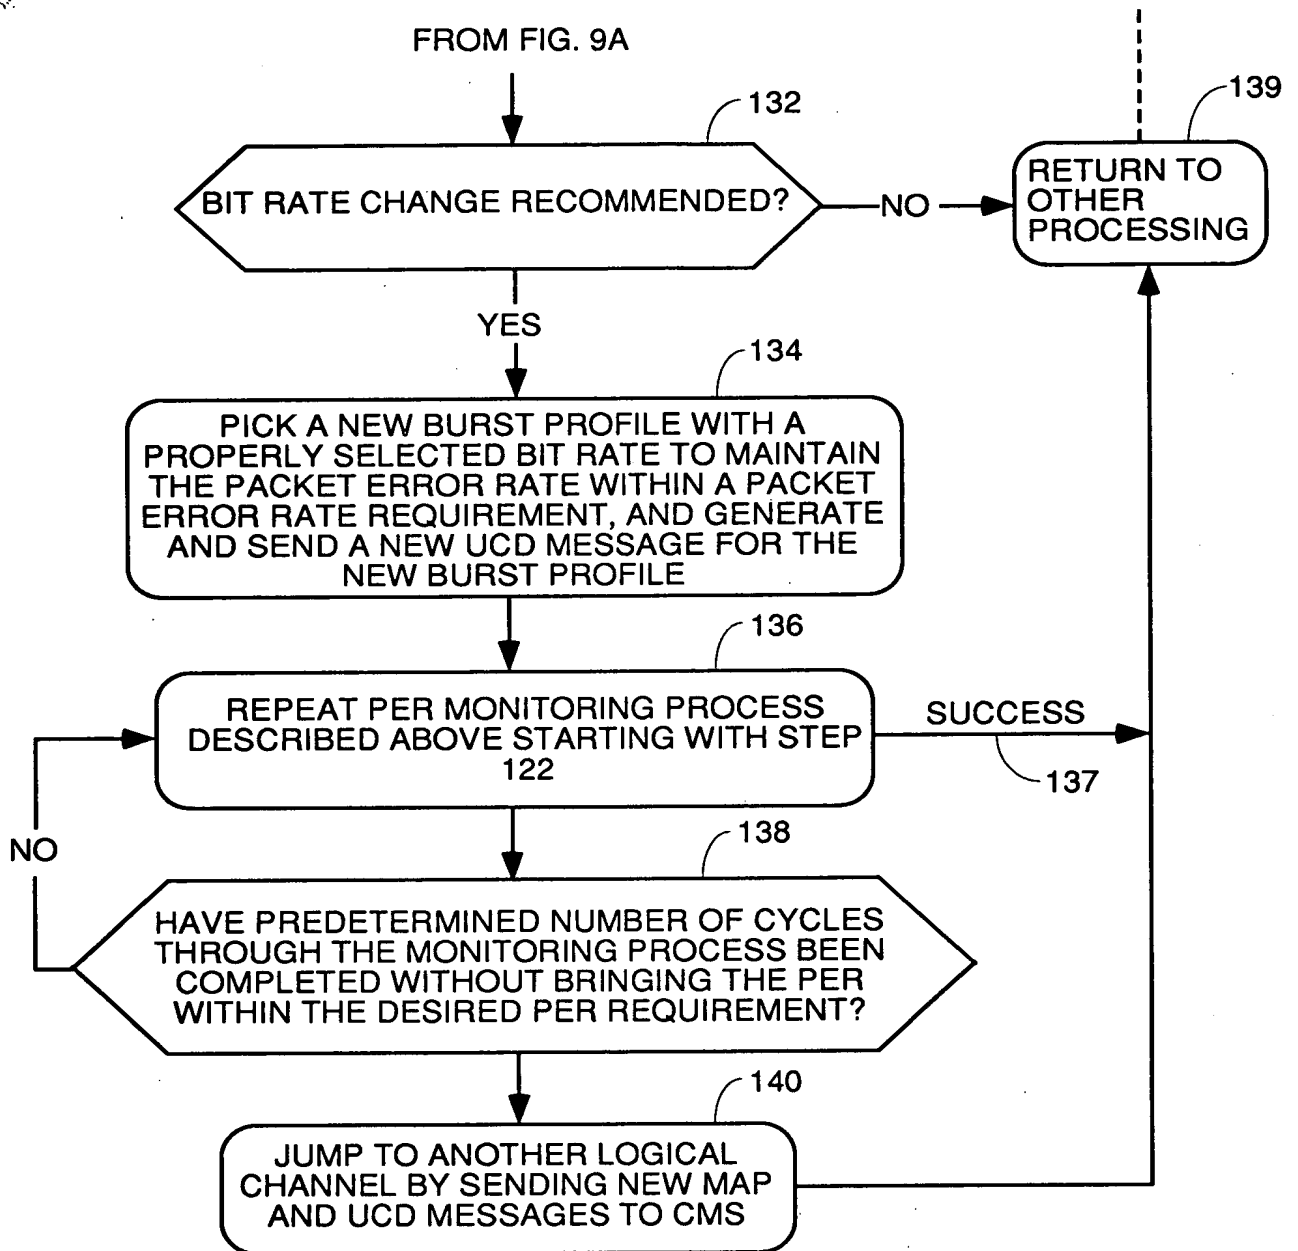 FROM FIG. 9A
132
139
BIT RATE CHANGE RECOMMENDED?
NO
RETURN TO
OTHER
PROCESSING
YES
134
PICK A NEW BURST PROFILE WITH A
PROPERLY SELECTED BIT RATE TO MAINTAIN
THE PACKET ERROR RATE WITHIN A PACKET
ERROR RATE REQUIREMENT, AND GENERATE
AND SEND A NEW UCD MESSAGE FOR THE
NEW BURST PROFILE
136
REPEAT PER MONITORING PROCESS
DESCRIBED ABOVE STARTING WITH STEP
122
SUCCESS
137
NO
138
HAVE PREDETERMINED NUMBER OF CYCLES
THROUGH THE MONITORING PROCESS BEEN
COMPLETED WITHOUT BRINGING THE PER
WITHIN THE DESIRED PER REQUIREMENT?
140
JUMP TO ANOTHER LOGICAL
CHANNEL BY SENDING NEW MAP
AND UCD MESSAGES TO CMS